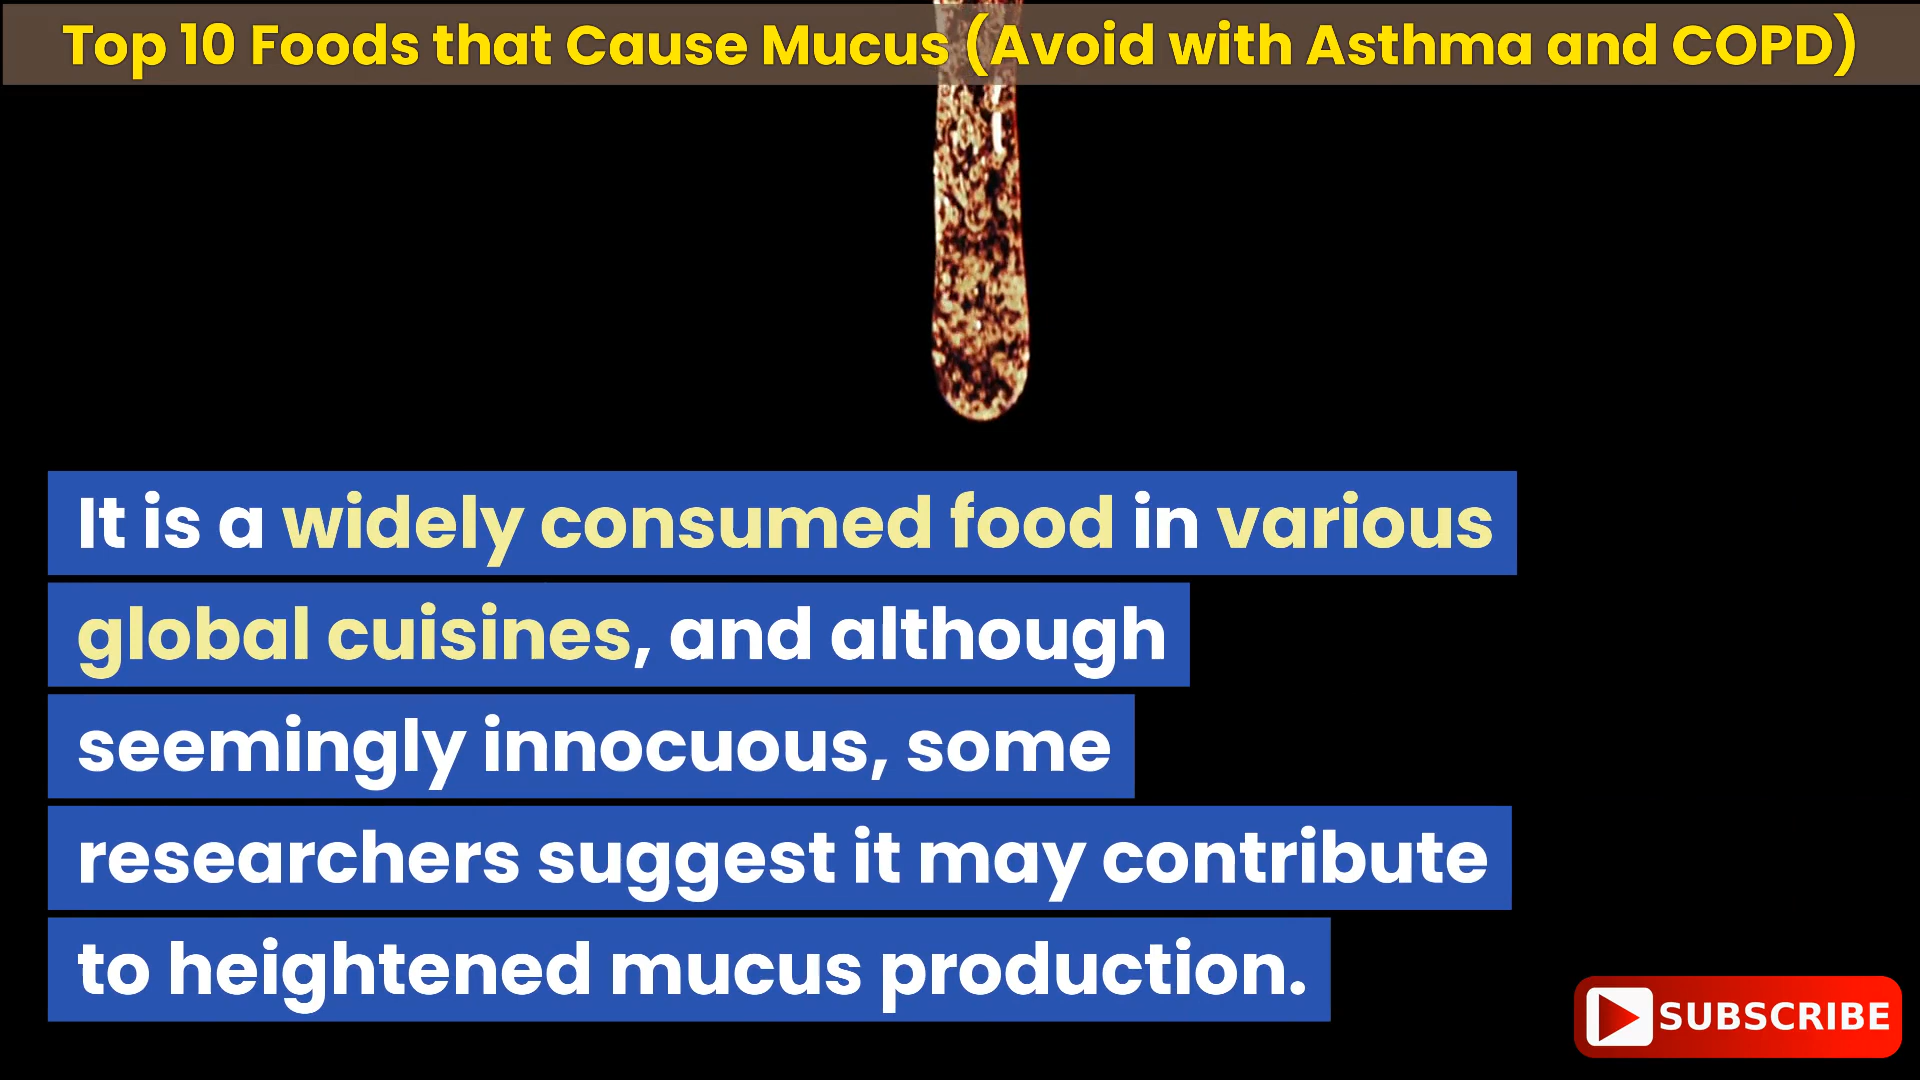 Top 10 Foods that Cause Mucus (Avoid with Asthma and COPD)
It is a widely consumed food in various
global cuisines, and although
seemingly innocuous, some
researchers suggest it may contribute
to heightened mucus production.
SUBSCRIBE